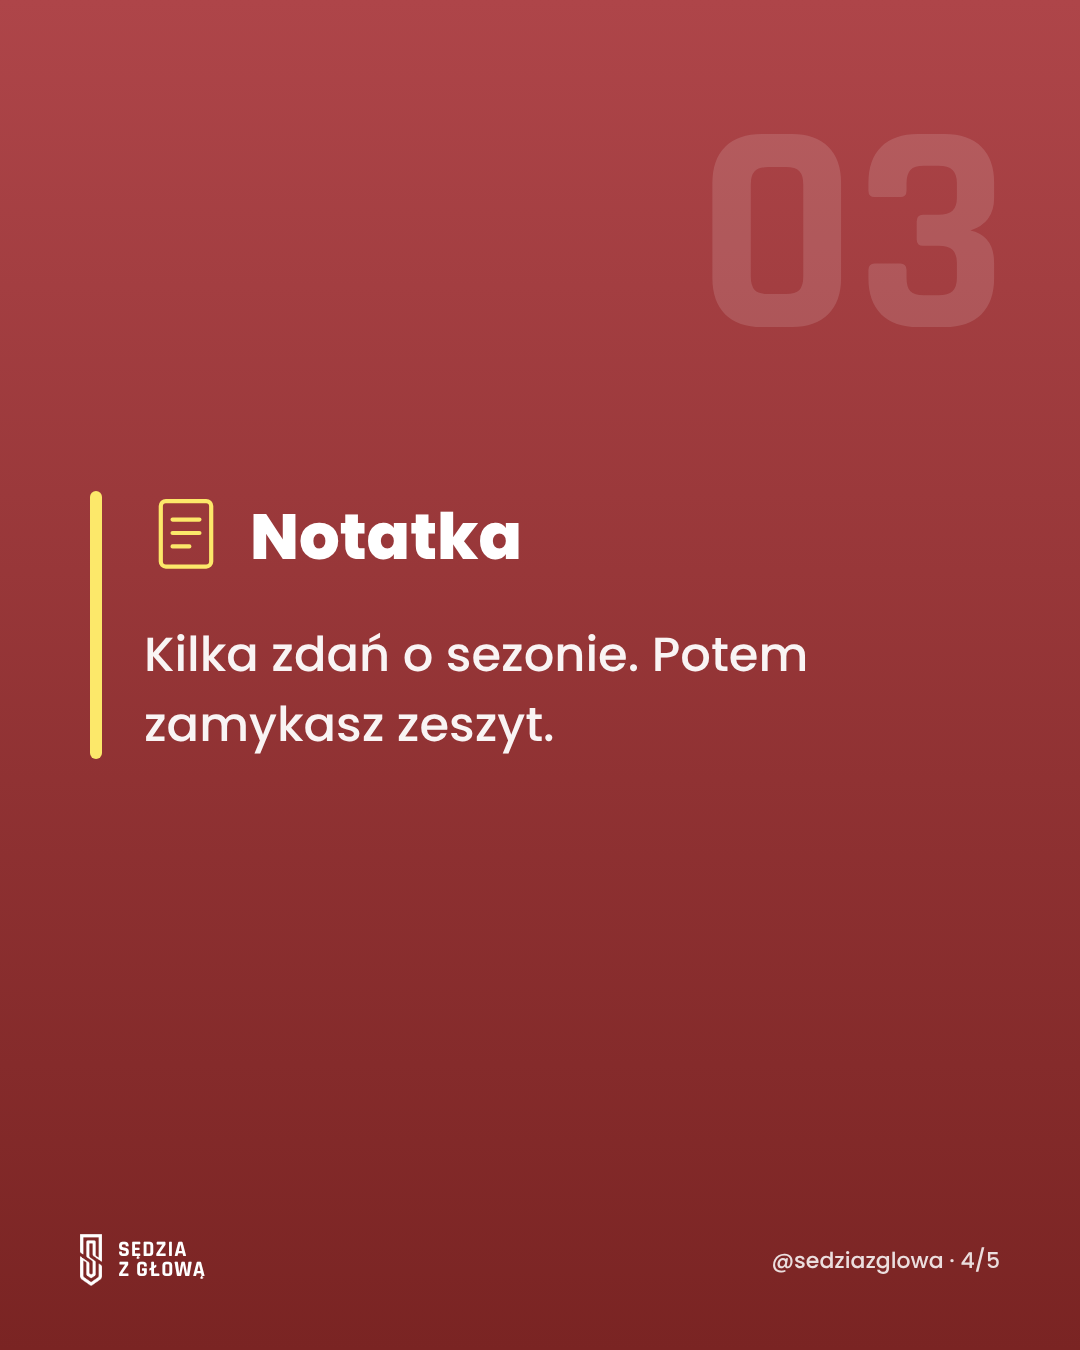 03
Notatka
Kilka zdań o sezonie. Potem
zamykasz zeszyt.
SĘDZIA
Z GŁOWĄ
@sedziazglowa · 4/5